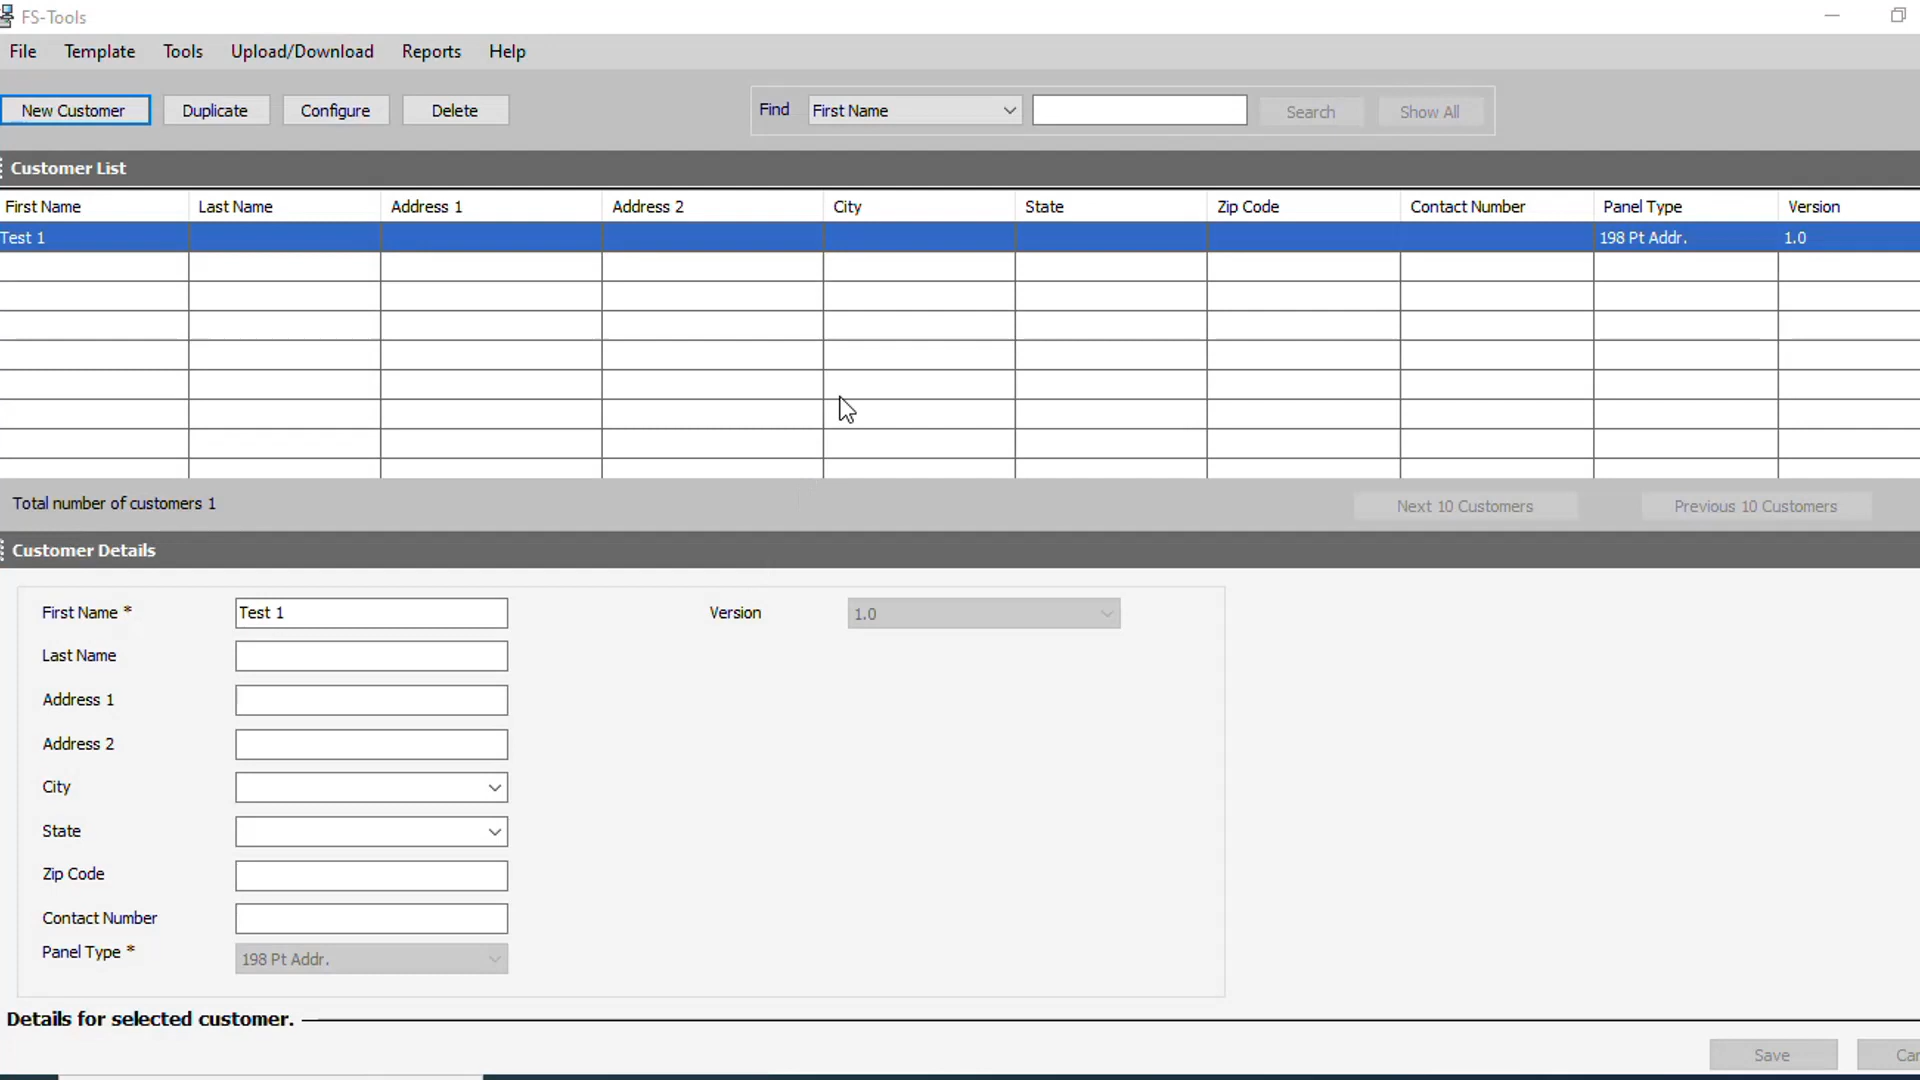 FS-Tools
File Template Tools Upload/Download Reports Help
New Customer Duplicate Configure Delete Find First Name Search Show All
Customer List
First Name Last Name Address 1 Address 2 City State Zip Code Contact Number Panel Type Version
Test 1 198 Pt Addr. 1.0
Total number of customers 1 Next 10 Customers Previous 10 Customers
Customer Details
First Name * Test 1 Version 1.0
Last Name
Address 1
Address 2
City
State
Zip Code
Contact Number
Panel Type * 198 Pt Addr.
Details for selected customer.
Save